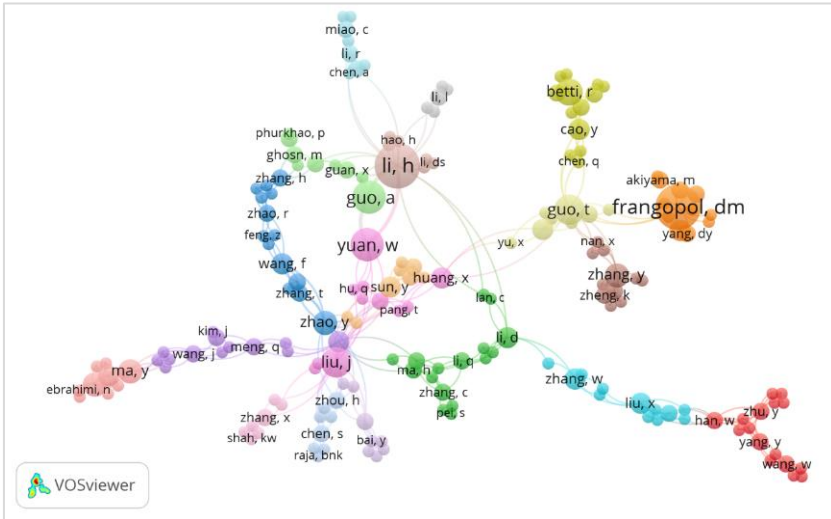 miao, c
li, r
chen, a
li, l
betti, r
phurkhao, p
hao, h
cao, y
ghosn, m
li, h
li, ds
chen, q
zhang, h
guan, x
akiyama, m
guo, a
guo, t
frangopol, dm
zhao, r
feng, z
yuan, w
yu, x
nan, x
yang, dy
wang, f
zhang, y
zhang, t
hu, q
sun, y
huang, x
zheng, k
lan, c
pang, t
zhao, y
kim, j
li, d
wang, j
meng, q
liu, j
ma, y
ma, h
li, q
ebrahimi, n
zhang, w
zhang, c
zhou, h
liu, x
zhang, x
pei, s
han, w
zhu, y
shah, kw
chen, s
bai, y
yang, y
raja, bnk
wang, w
VOSviewer